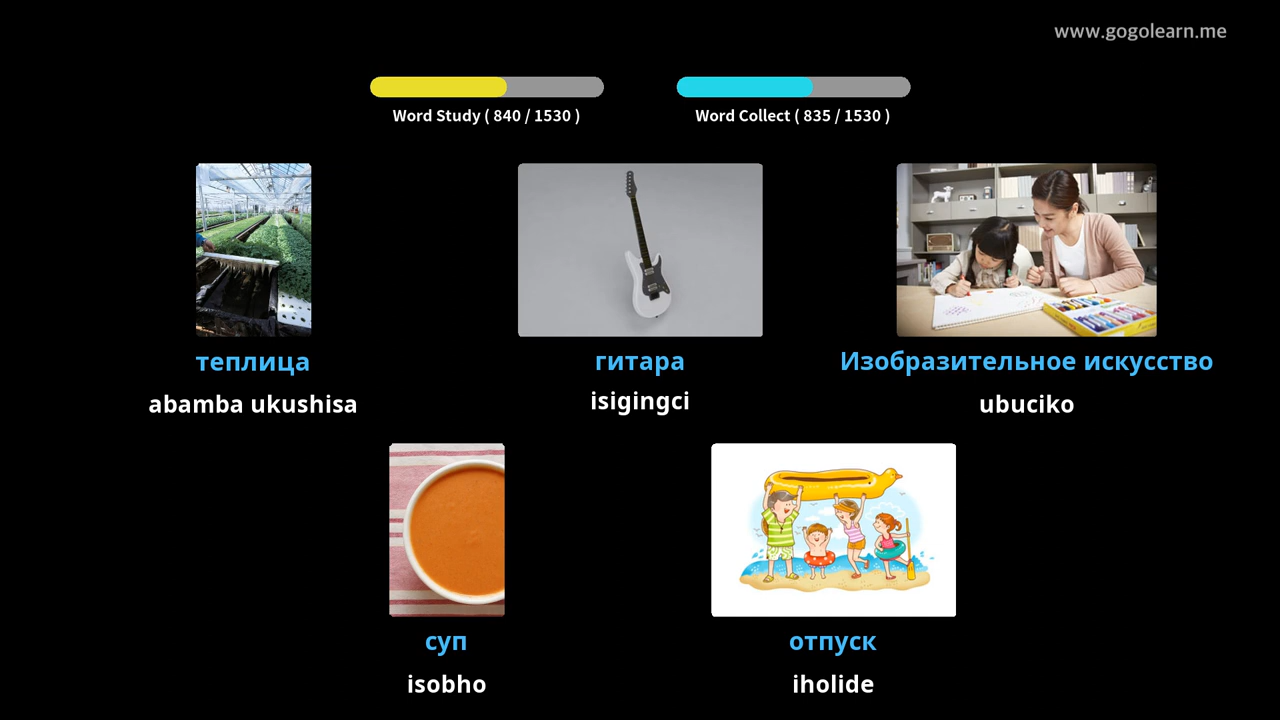 www.gogolearn.me
Word Study ( 840 / 1530 )
Word Collect ( 835 / 1530 )
теплица
abamba ukushisa
гитара
isigingci
Изобразительное искусство
ubuciko
суп
isobho
отпуск
iholide